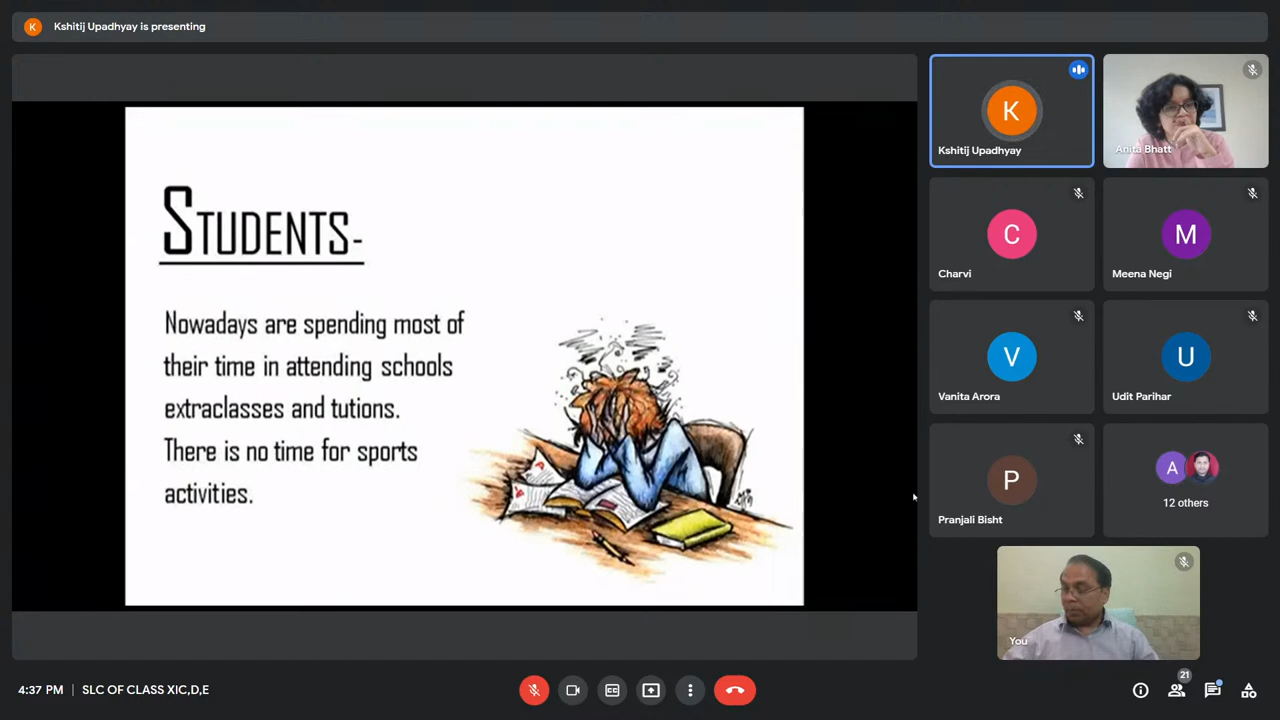 K Kshitij Upadhyay is presenting
STUDENTS-
Nowadays are spending most of
their time in attending schools
extraclasses and tutions.
There is no time for sports
activities.
K
Kshitij Upadhyay
Anita Bhatt
C
Charvi
M
Meena Negi
V
Vanita Arora
U
Udit Parihar
P
Pranjali Bisht
A
12 others
You
4:37 PM | SLC OF CLASS XIC,D,E
21